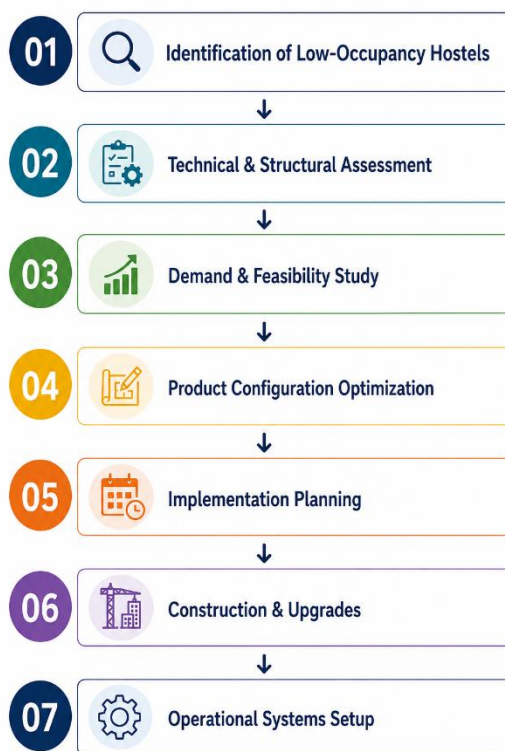 01
Identification of Low-Occupancy Hostels
02
Technical & Structural Assessment
03
Demand & Feasibility Study
04
Product Configuration Optimization
05
Implementation Planning
06
Construction & Upgrades
07
Operational Systems Setup